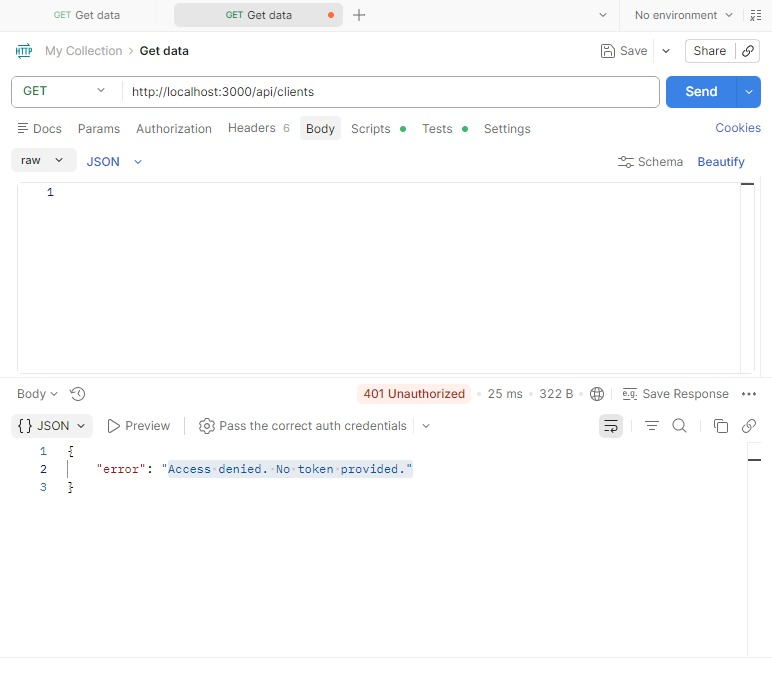 GET Get data
GET Get data
No environment
HTTP My Collection > Get data
Save
Share
GET
http://localhost:3000/api/clients
Send
Docs Params Authorization Headers 6 Body Scripts Tests Settings
Cookies
raw
JSON
Schema
Beautify
1
Body
401 Unauthorized
25 ms
322 B
e.g. Save Response
{} JSON
Preview
Pass the correct auth credentials
1 {
2 "error": "Access denied. No token provided."
3 }